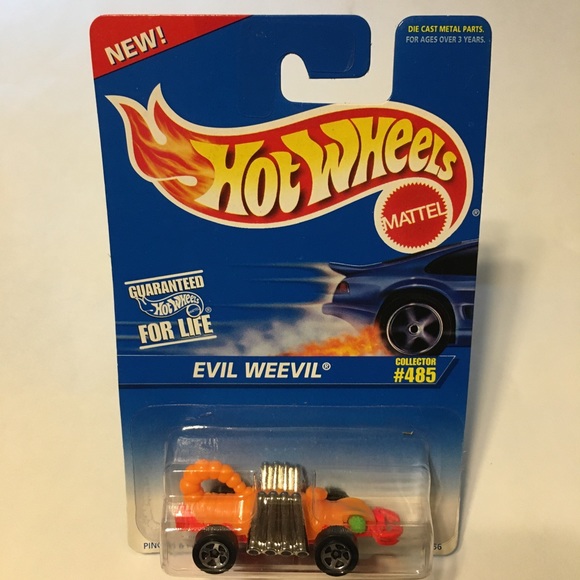 NEW!
DIE CAST METAL PARTS.
FOR AGES OVER 3 YEARS.
HOT WHEELS
MATTEL
®
GUARANTEED
HOT WHEELS
®
FOR LIFE
EVIL WEEVIL®
COLLECTOR
#485